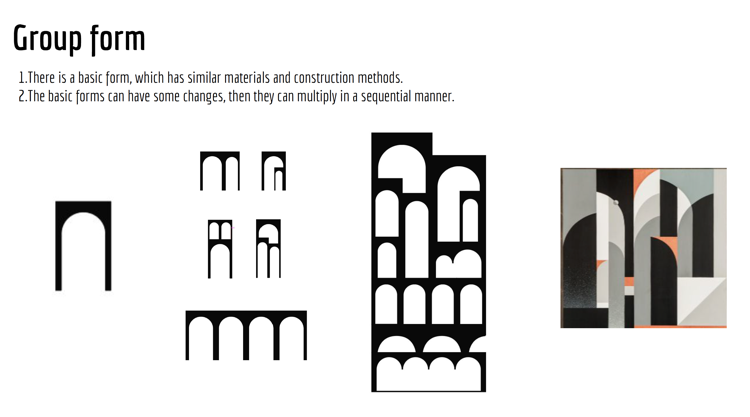 Group form
1.There is a basic form, which has similar materials and construction methods.
2.The basic forms can have some changes, then they can multiply in a sequential manner.